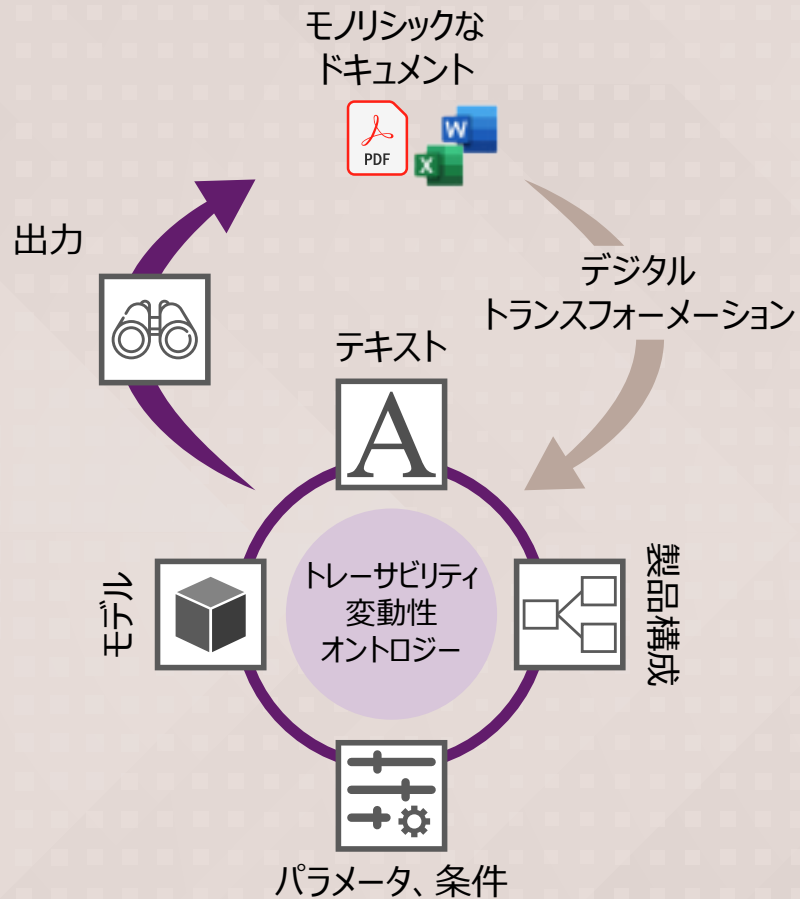 モノリシックな
ドキュメント
PDF
W
X
出力
デジタル
トランスフォーメーション
テキスト
A
モデル
トレーサビリティ
変動性
オントロジー
製品構成
パラメータ、条件